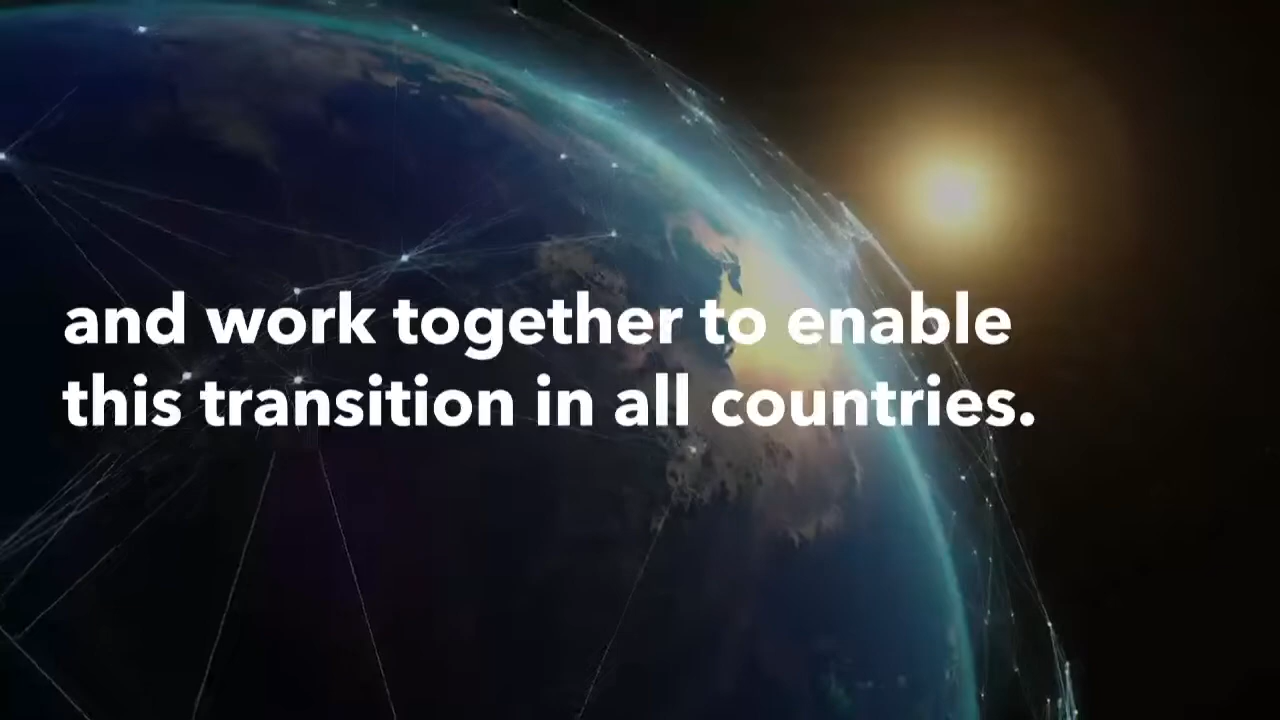 and work together to enable
this transition in all countries.